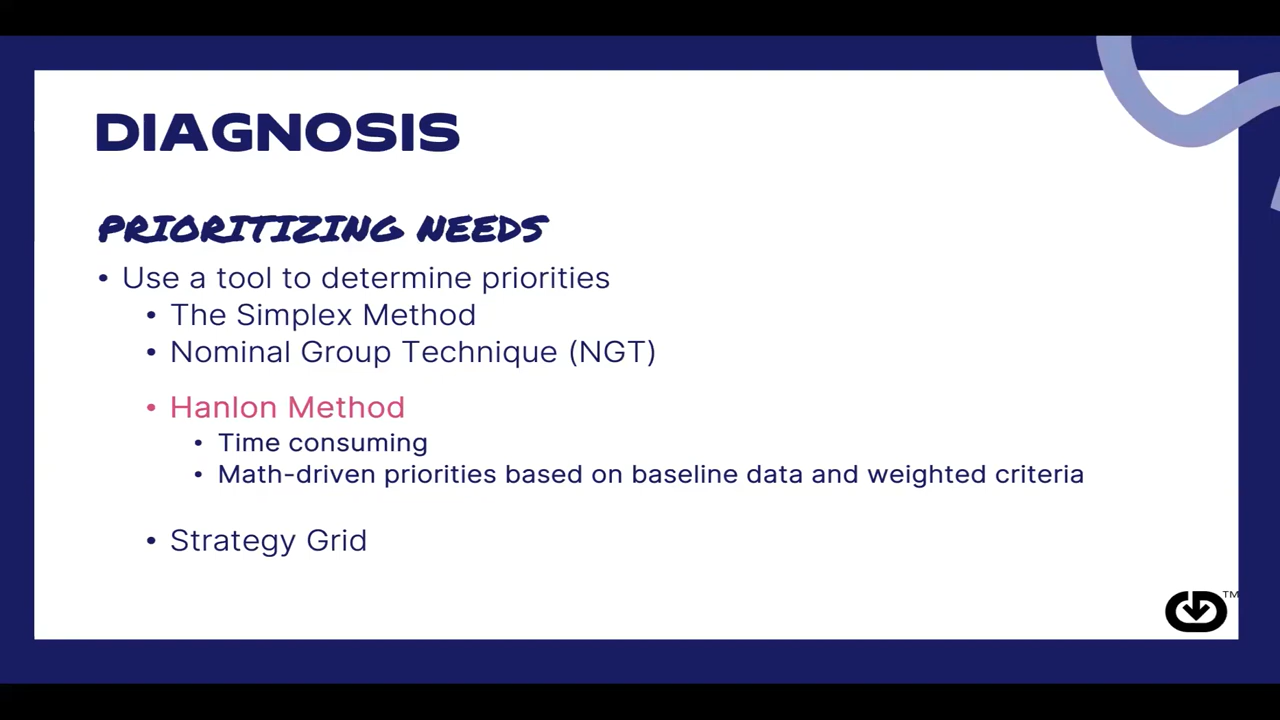 DIAGNOSIS
PRIORITIZING NEEDS
• Use a tool to determine priorities
• The Simplex Method
• Nominal Group Technique (NGT)
• Hanlon Method
• Time consuming
• Math-driven priorities based on baseline data and weighted criteria
• Strategy Grid
TM